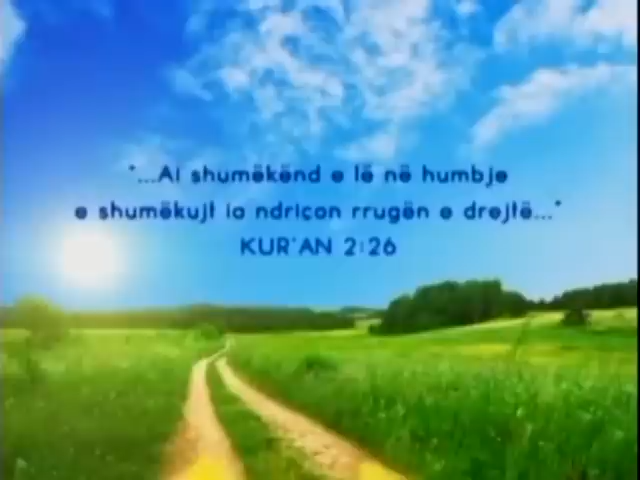 "...Ai shumëkënd e lë në humbje
e shumëkujt ia ndriçon rrugën e drejtë..."
KUR'AN 2:26